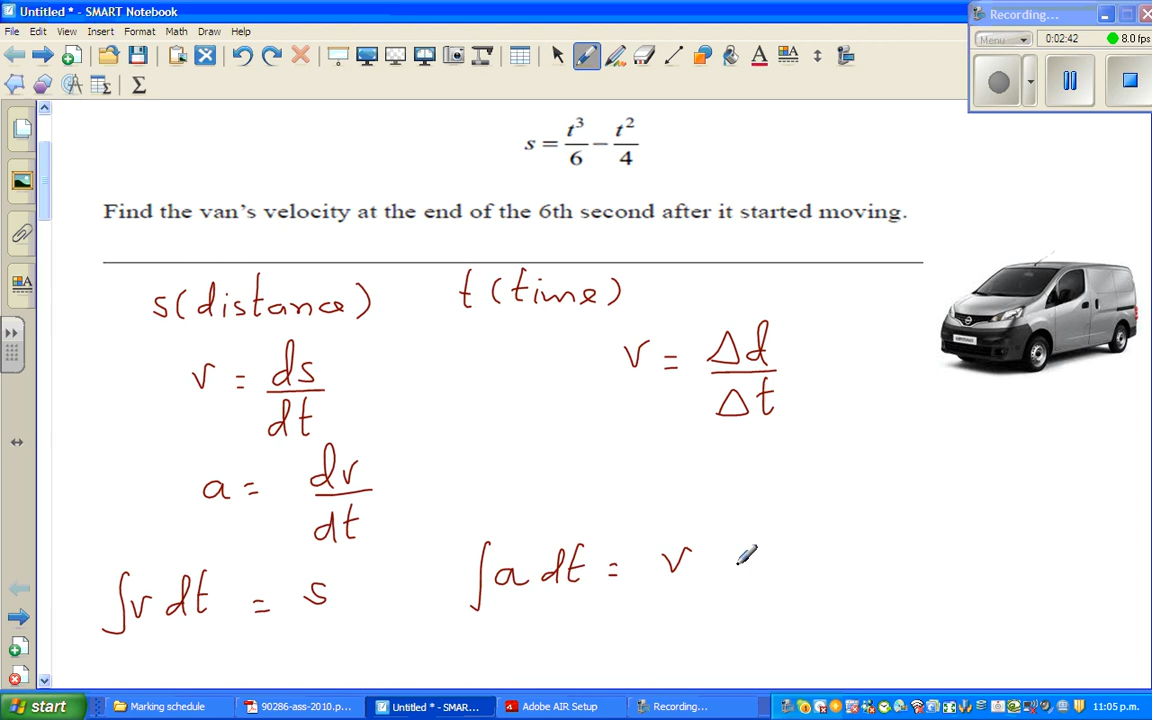 Untitled * - SMART Notebook
Recording...
File Edit View Insert Format Math Draw Help
Menu
0:02:42
8.0 fps
s = t³/6 − t²/4
Find the van's velocity at the end of the 6th second after it started moving.
s(distance) t(time)
v = ds/dt
v = Δd/Δt
a = dv/dt
∫v dt = s
∫a dt = v
start
Marking schedule
90286-ass-2010.p...
Untitled * - SMAR...
Adobe AIR Setup
Recording...
11:05 p.m.